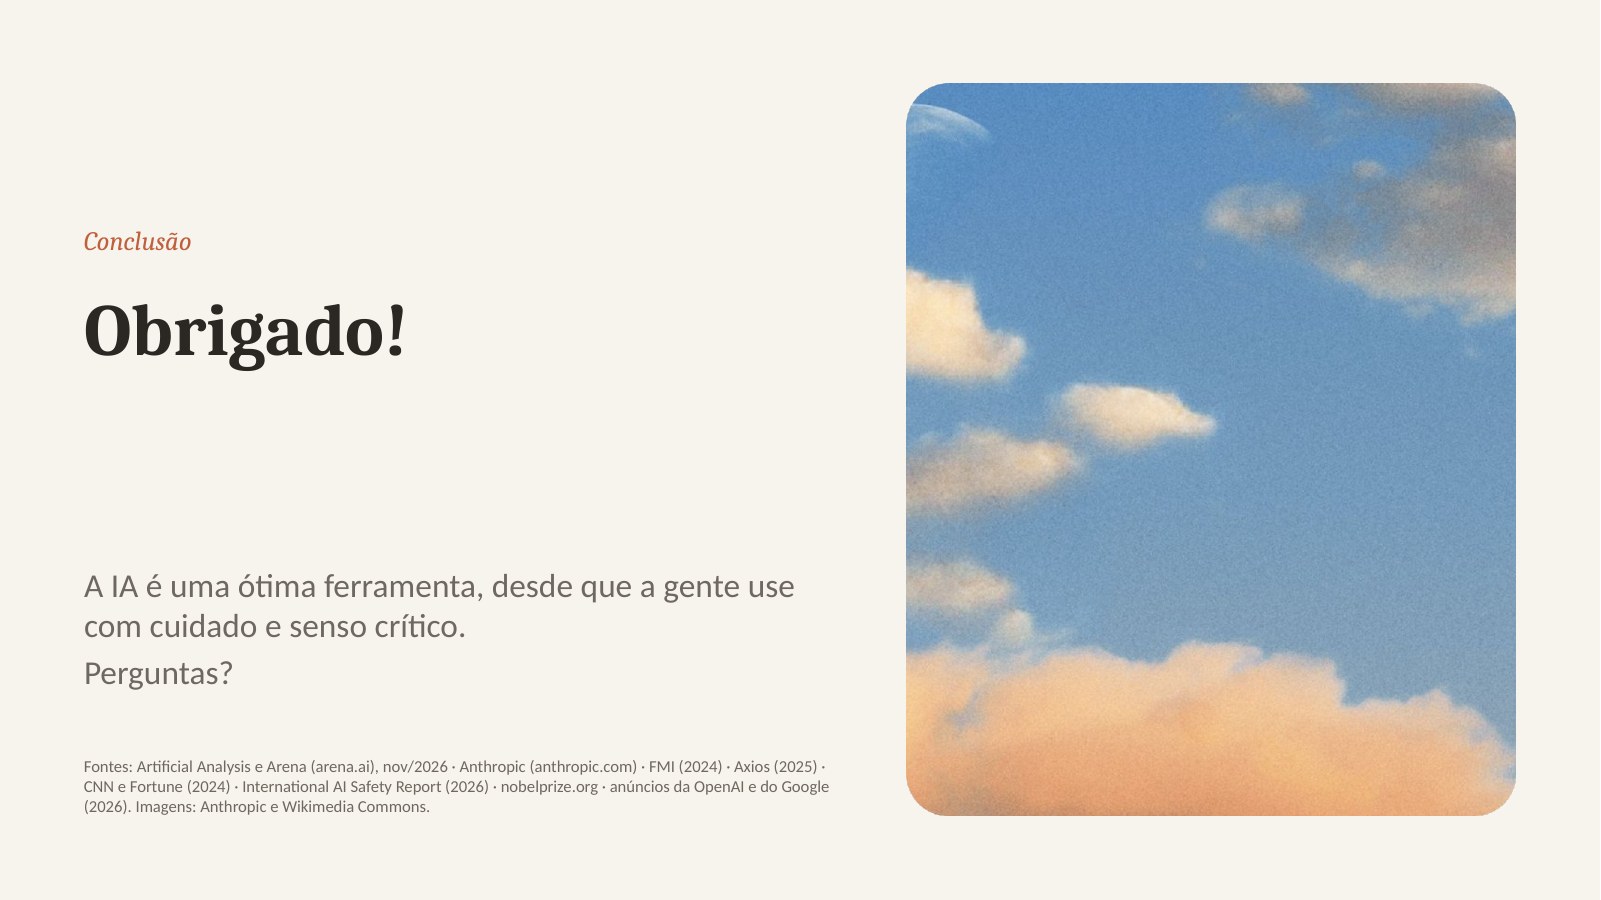 Conclusão
Obrigado!
A IA é uma ótima ferramenta, desde que a gente use
com cuidado e senso crítico.
Perguntas?
Fontes: Artificial Analysis e Arena (arena.ai), nov/2026 · Anthropic (anthropic.com) · FMI (2024) · Axios (2025) ·
CNN e Fortune (2024) · International AI Safety Report (2026) · nobelprize.org · anúncios da OpenAI e do Google
(2026). Imagens: Anthropic e Wikimedia Commons.